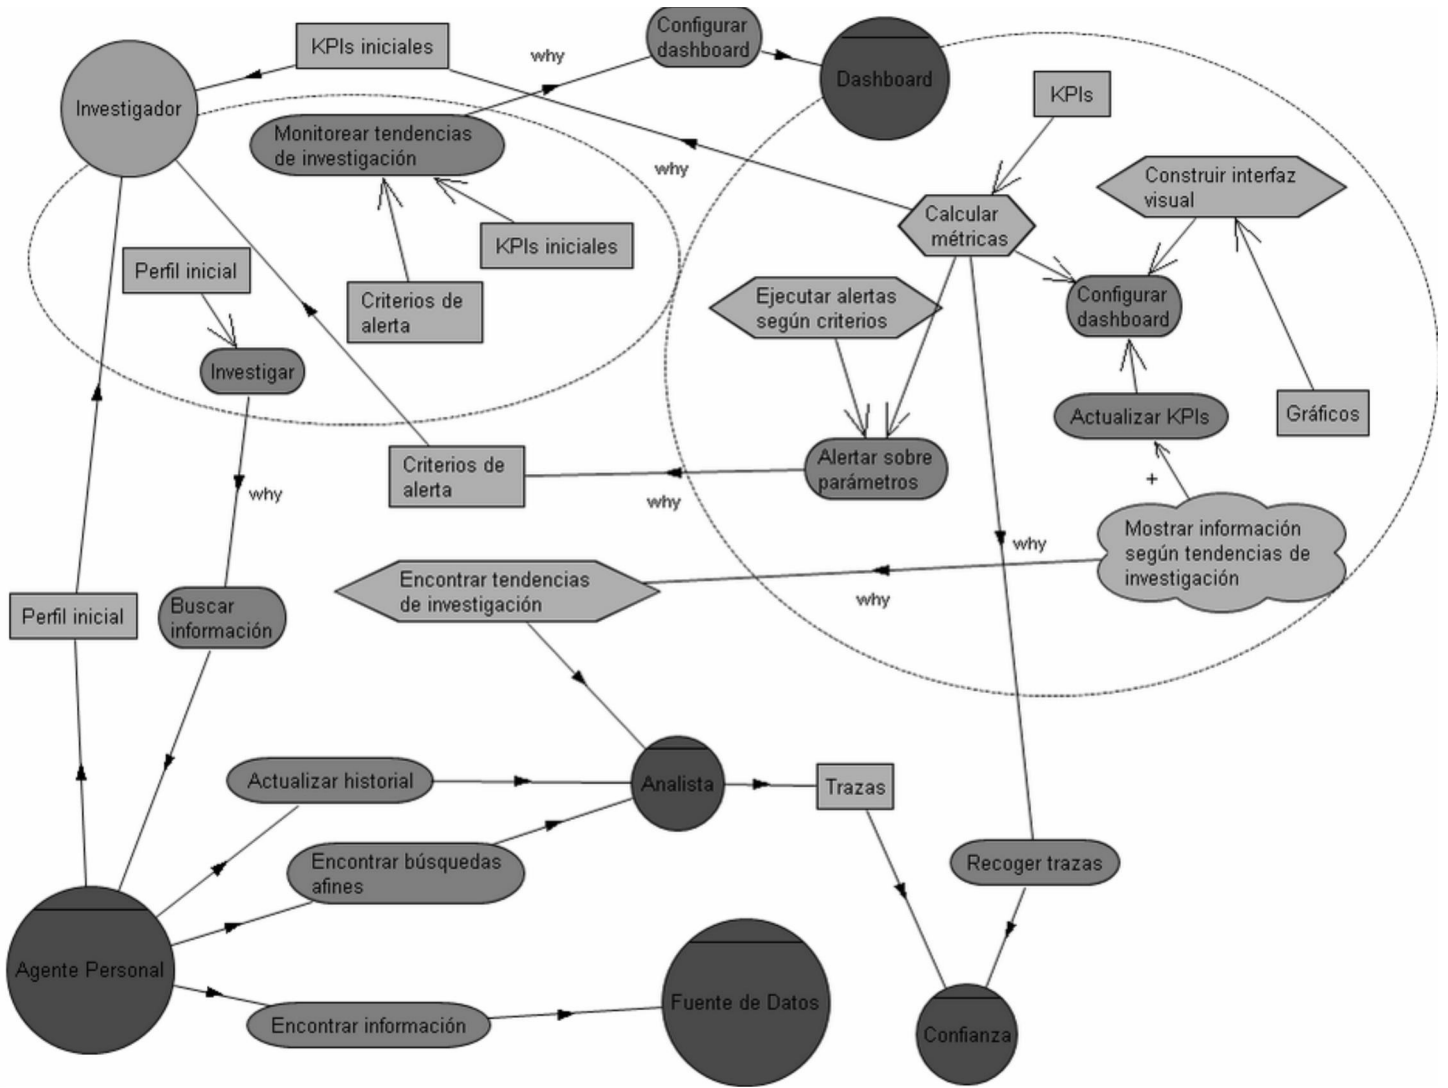 KPIs iniciales
why
Configurar
dashboard
Dashboard
Investigador
KPIs
Monitorear tendencias
de investigación
why
Construir interfaz
visual
Calcular
métricas
KPIs iniciales
Perfil inicial
Criterios de
alerta
Ejecutar alertas
según criterios
Configurar
dashboard
Investigar
Actualizar KPIs
Gráficos
Criterios de
alerta
Alertar sobre
parámetros
why
why
+
Mostrar información
según tendencias de
investigación
why
Encontrar tendencias
de investigación
why
Perfil inicial
Buscar
información
Actualizar historial
Analista
Trazas
Encontrar búsquedas
afines
Recoger trazas
Agente Personal
Fuente de Datos
Encontrar información
Confianza